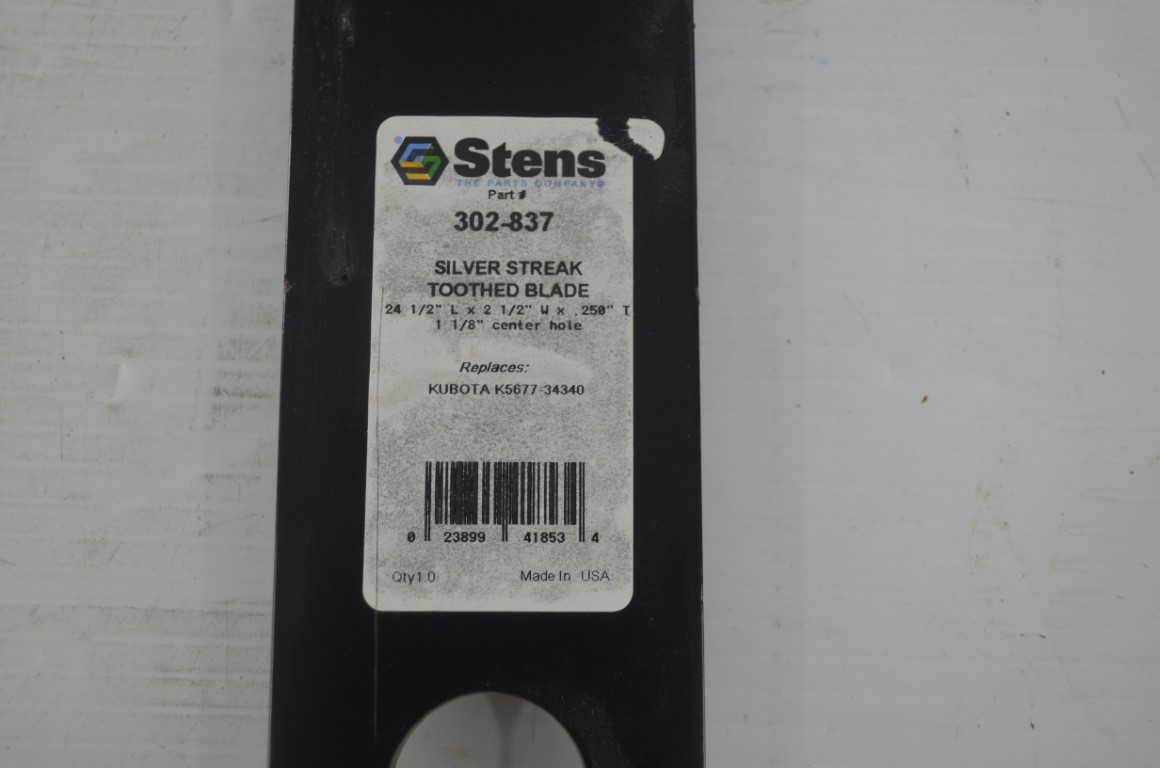 Stens
THE PARTS COMPANY®
Part #
302-837
SILVER STREAK
TOOTHED BLADE
24 1/2" L x 2 1/2" W x .250" T
1 1/8" center hole
Replaces:
KUBOTA K5677-34340
0 23899 41853 4
Qty1.0 Made In USA